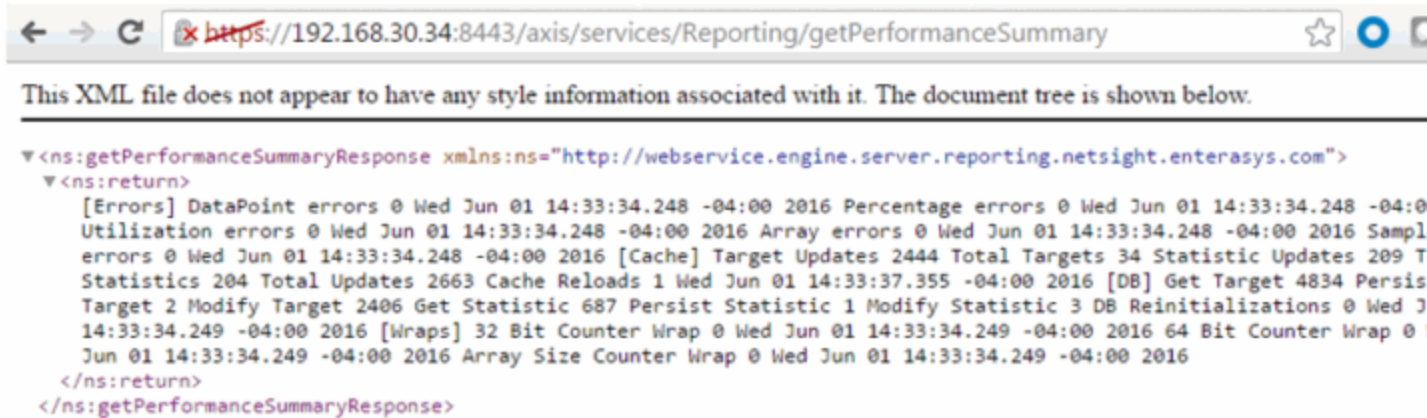 https://192.168.30.34:8443/axis/services/Reporting/getPerformanceSummary
This XML file does not appear to have any style information associated with it. The document tree is shown below.
▼<ns:getPerformanceSummaryResponse xmlns:ns="http://webservice.engine.server.reporting.netsight.enterasys.com">
▼<ns:return>
[Errors] DataPoint errors 0 Wed Jun 01 14:33:34.248 -04:00 2016 Percentage errors 0 Wed Jun 01 14:33:34.248 -04:0
Utilization errors 0 Wed Jun 01 14:33:34.248 -04:00 2016 Array errors 0 Wed Jun 01 14:33:34.248 -04:00 2016 Sampl
errors 0 Wed Jun 01 14:33:34.248 -04:00 2016 [Cache] Target Updates 2444 Total Targets 34 Statistic Updates 209 T
Statistics 204 Total Updates 2663 Cache Reloads 1 Wed Jun 01 14:33:37.355 -04:00 2016 [DB] Get Target 4834 Persis
Target 2 Modify Target 2406 Get Statistic 687 Persist Statistic 1 Modify Statistic 3 DB Reinitializations 0 Wed J
14:33:34.249 -04:00 2016 [Wraps] 32 Bit Counter Wrap 0 Wed Jun 01 14:33:34.249 -04:00 2016 64 Bit Counter Wrap 0
Jun 01 14:33:34.249 -04:00 2016 Array Size Counter Wrap 0 Wed Jun 01 14:33:34.249 -04:00 2016
</ns:return>
</ns:getPerformanceSummaryResponse>